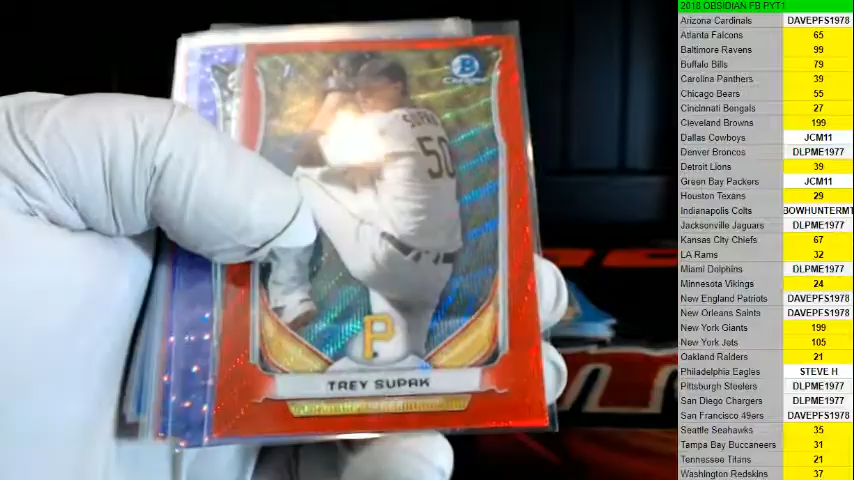 B
CHROME
SUPAK
50
P
TREY SUPAK
2018 OBSIDIAN FB PYT1
Arizona Cardinals DAVEPFS1978
Atlanta Falcons 65
Baltimore Ravens 99
Buffalo Bills 79
Carolina Panthers 39
Chicago Bears 55
Cincinnati Bengals 27
Cleveland Browns 199
Dallas Cowboys JCM11
Denver Broncos DLPME1977
Detroit Lions 39
Green Bay Packers JCM11
Houston Texans 29
Indianapolis Colts BOWHUNTERMT
Jacksonville Jaguars DLPME1977
Kansas City Chiefs 67
LA Rams 32
Miami Dolphins DLPME1977
Minnesota Vikings 24
New England Patriots DAVEPFS1978
New Orleans Saints DAVEPFS1978
New York Giants 199
New York Jets 105
Oakland Raiders 21
Philadelphia Eagles STEVE H
Pittsburgh Steelers DLPME1977
San Diego Chargers DLPME1977
San Francisco 49ers DAVEPFS1978
Seattle Seahawks 35
Tampa Bay Buccaneers 31
Tennessee Titans 21
Washington Redskins 37